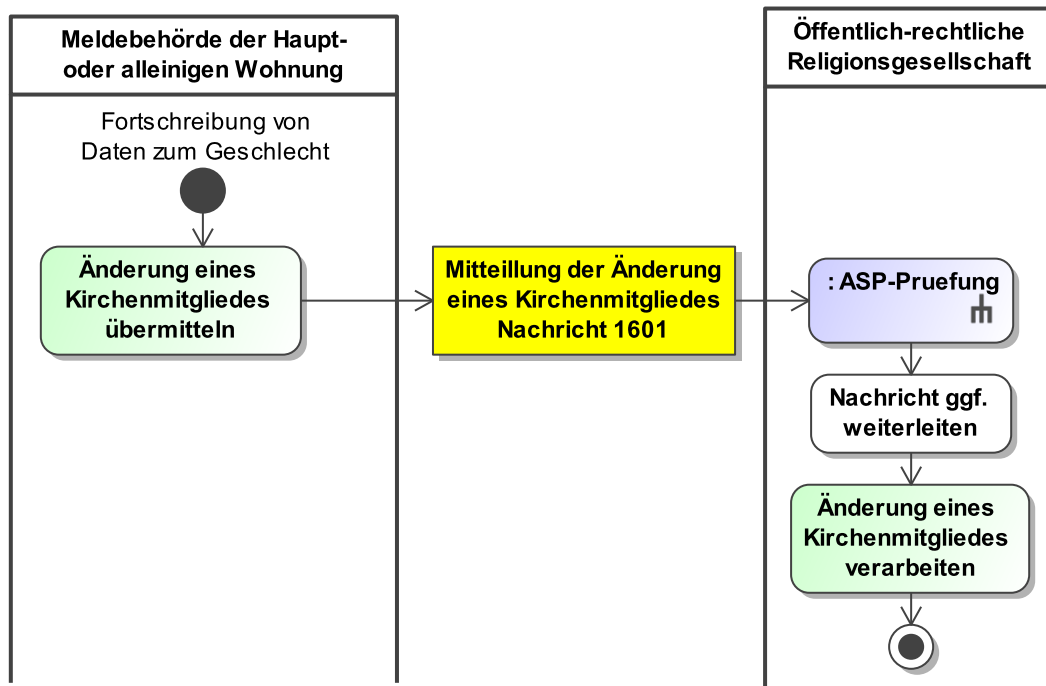 Meldebehörde der Haupt-
oder alleinigen Wohnung
Fortschreibung von
Daten zum Geschlecht
Änderung eines
Kirchenmitgliedes
übermitteln
Mitteillung der Änderung
eines Kirchenmitgliedes
Nachricht 1601
Öffentlich-rechtliche
Religionsgesellschaft
: ASP-Pruefung
Nachricht ggf.
weiterleiten
Änderung eines
Kirchenmitgliedes
verarbeiten